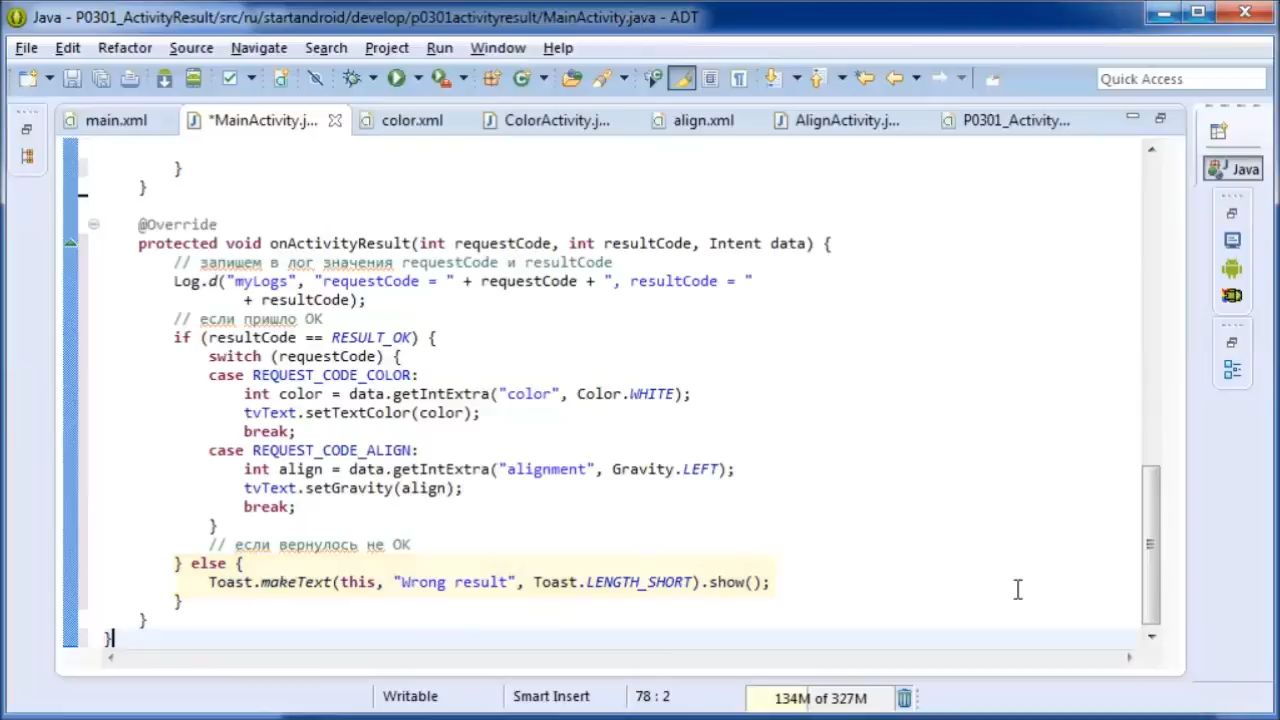 Java - P0301_ActivityResult/src/ru/startandroid/develop/p0301activityresult/MainActivity.java - ADT
File Edit Refactor Source Navigate Search Project Run Window Help
Quick Access
main.xml *MainActivity.j... color.xml ColorActivity.j... align.xml AlignActivity.j... P0301_Activity...
Java
}
}
@Override
protected void onActivityResult(int requestCode, int resultCode, Intent data) {
// запишем в лог значения requestCode и resultCode
Log.d("myLogs", "requestCode = " + requestCode + ", resultCode = "
+ resultCode);
// если пришло ОК
if (resultCode == RESULT_OK) {
switch (requestCode) {
case REQUEST_CODE_COLOR:
int color = data.getIntExtra("color", Color.WHITE);
tvText.setTextColor(color);
break;
case REQUEST_CODE_ALIGN:
int align = data.getIntExtra("alignment", Gravity.LEFT);
tvText.setGravity(align);
break;
}
// если вернулось не ОК
} else {
Toast.makeText(this, "Wrong result", Toast.LENGTH_SHORT).show();
}
}
}
Writable Smart Insert 78 : 2 134M of 327M